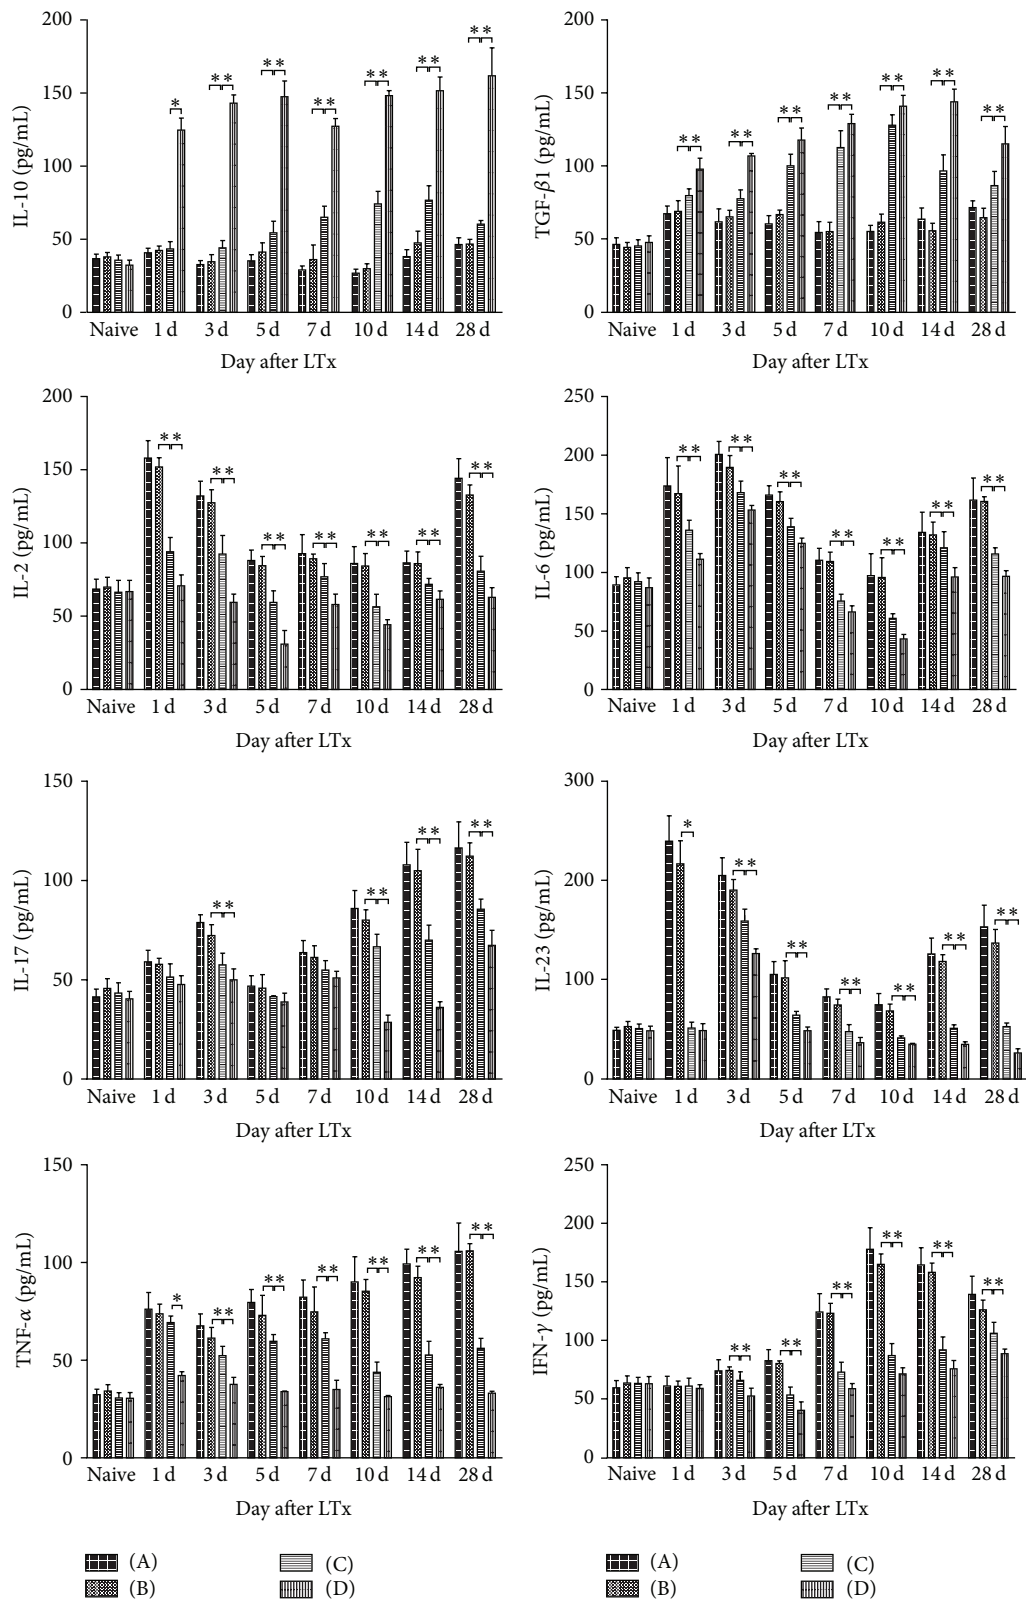 200
150
100
50
0
IL-10 (pg/mL)
* ** ** ** ** ** **
Naive 1 d 3 d 5 d 7 d 10 d 14 d 28 d
Day after LTx
200
150
100
50
0
TGF-β1 (pg/mL)
** ** ** ** ** ** **
Naive 1 d 3 d 5 d 7 d 10 d 14 d 28 d
Day after LTx
200
150
100
50
0
IL-2 (pg/mL)
** ** ** ** ** ** **
Naive 1 d 3 d 5 d 7 d 10 d 14 d 28 d
Day after LTx
250
200
150
100
50
0
IL-6 (pg/mL)
** ** ** ** ** ** **
Naive 1 d 3 d 5 d 7 d 10 d 14 d 28 d
Day after LTx
150
100
50
0
IL-17 (pg/mL)
** ** ** **
Naive 1 d 3 d 5 d 7 d 10 d 14 d 28 d
Day after LTx
300
200
100
0
IL-23 (pg/mL)
* ** ** ** ** ** **
Naive 1 d 3 d 5 d 7 d 10 d 14 d 28 d
Day after LTx
150
100
50
0
TNF-α (pg/mL)
* ** ** ** ** ** **
Naive 1 d 3 d 5 d 7 d 10 d 14 d 28 d
Day after LTx
250
200
150
100
50
0
IFN-γ (pg/mL)
** ** ** ** ** **
Naive 1 d 3 d 5 d 7 d 10 d 14 d 28 d
Day after LTx
(A) (C)
(B) (D)
(A) (C)
(B) (D)